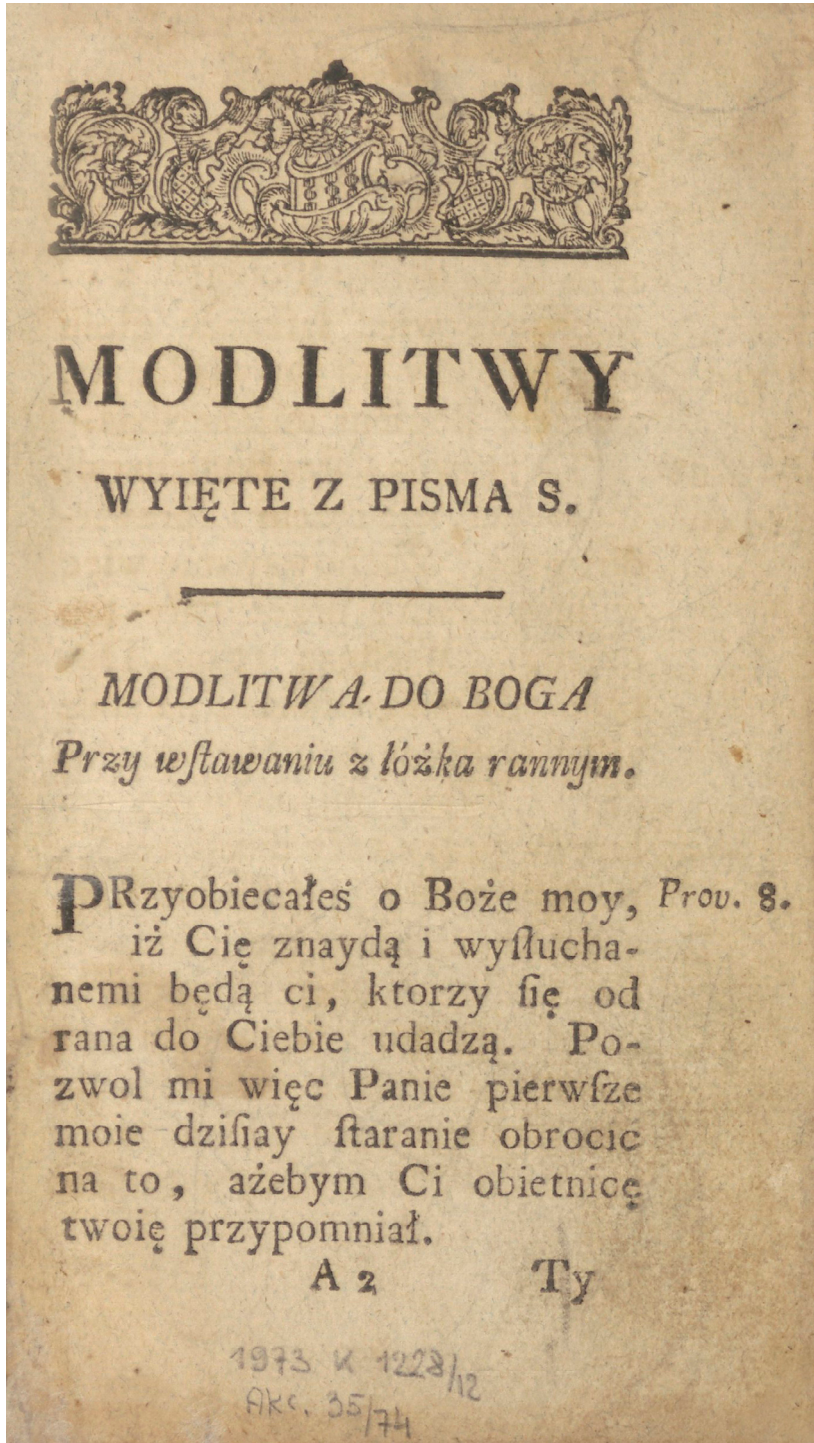 MODLITWY
WYIĘTE Z PISMA S.
MODLITWA DO BOGA
Przy wſtawaniu z łóżka rannym.
PRzyobiecałeś o Boże moy, Prov. 8.
iż Cię znaydą i wyſłucha-
nemi będą ci, ktorzy ſię od
rana do Ciebie udadzą. Po-
zwol mi więc Panie pierwſze
moie dziſiay ſtaranie obrocić
na to, ażebym Ci obietnicę
twoię przypomniał.
A 2 Ty
1973 K 1228/12
Akc. 35/74